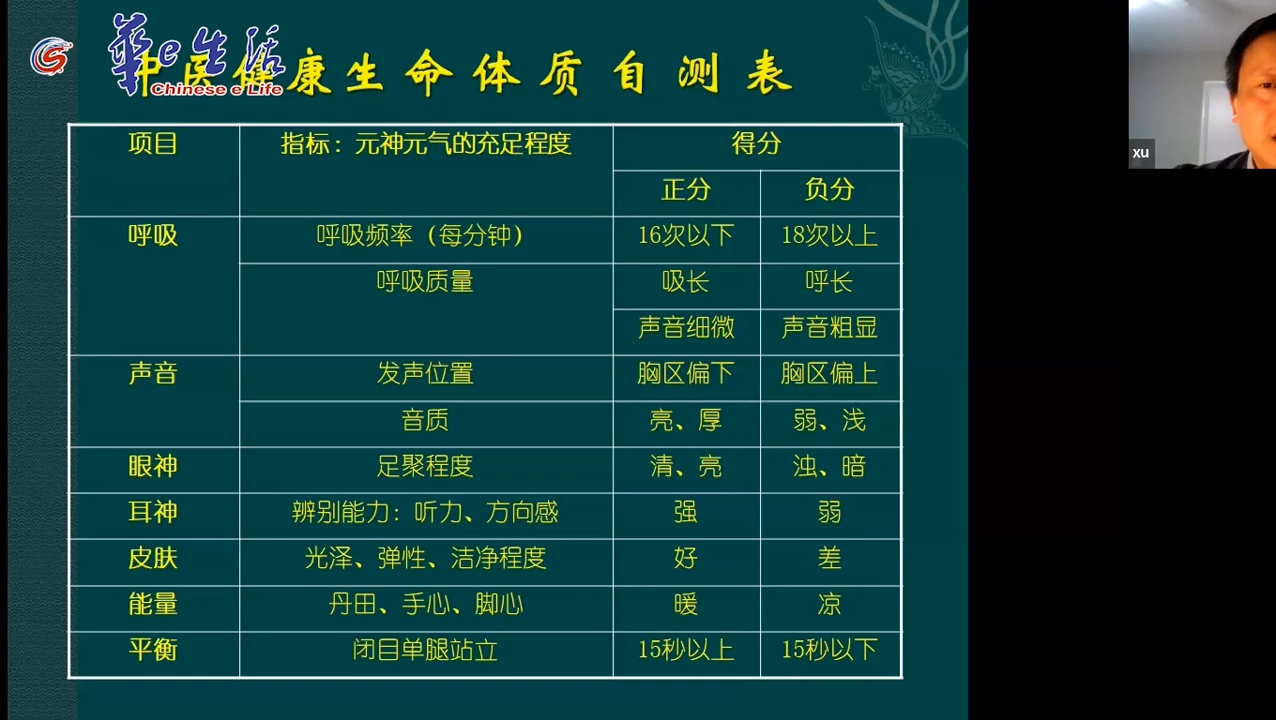 华e生活
Chinese e Life
中医健康生命体质自测表
xu
项目 指标：元神元气的充足程度 得分
正分 负分
呼吸 呼吸频率（每分钟） 16次以下 18次以上
呼吸质量 吸长 呼长
声音细微 声音粗显
声音 发声位置 胸区偏下 胸区偏上
音质 亮、厚 弱、浅
眼神 足聚程度 清、亮 浊、暗
耳神 辨别能力：听力、方向感 强 弱
皮肤 光泽、弹性、洁净程度 好 差
能量 丹田、手心、脚心 暖 凉
平衡 闭目单腿站立 15秒以上 15秒以下